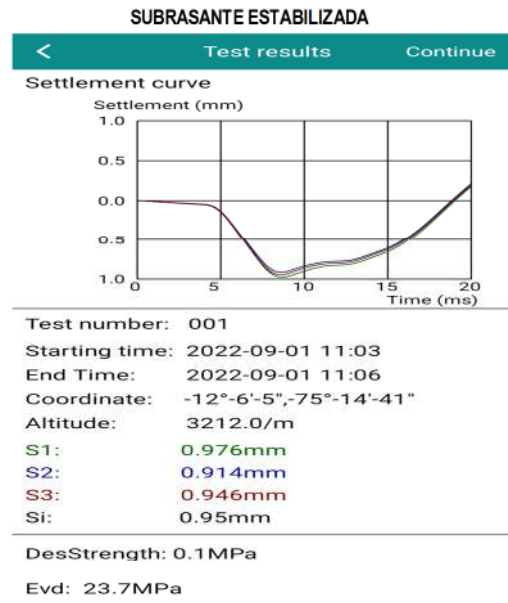 SUBRASANTE ESTABILIZADA
< Test results Continue
Settlement curve
Settlement (mm)
1.0
0.5
0.0
0.5
1.0
0 5 10 15 20
Time (ms)
Test number: 001
Starting time: 2022-09-01 11:03
End Time: 2022-09-01 11:06
Coordinate: -12°-6'-5",-75°-14'-41"
Altitude: 3212.0/m
S1: 0.976mm
S2: 0.914mm
S3: 0.946mm
Si: 0.95mm
DesStrength: 0.1MPa
Evd: 23.7MPa